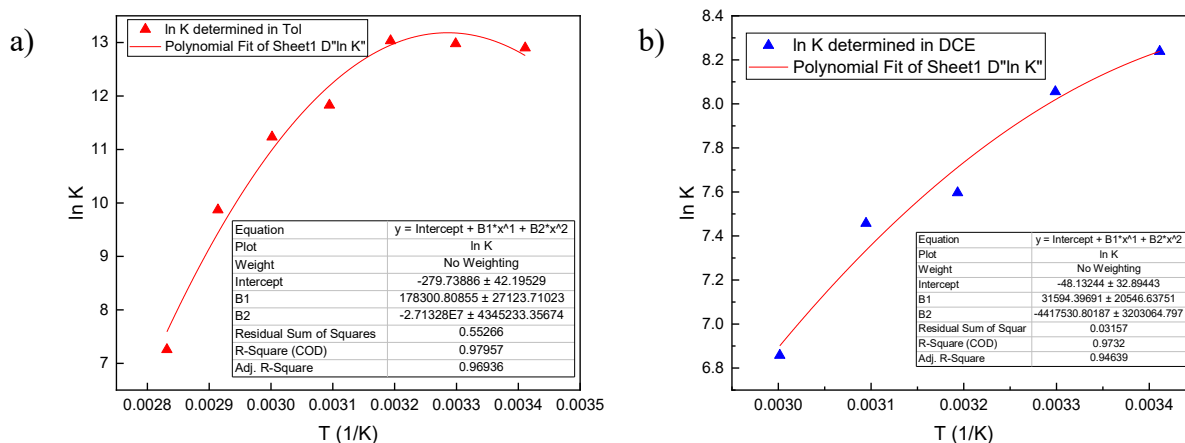 a)
ln K determined in Tol
Polynomial Fit of Sheet1 D"ln K"
13
12
11
10
9
8
7
ln K
0.0028 0.0029 0.0030 0.0031 0.0032 0.0033 0.0034 0.0035
T (1/K)
Equation y = Intercept + B1*x^1 + B2*x^2
Plot ln K
Weight No Weighting
Intercept -279.73886 ± 42.19529
B1 178300.80855 ± 27123.71023
B2 -2.71328E7 ± 4345233.35674
Residual Sum of Squares 0.55266
R-Square (COD) 0.97957
Adj. R-Square 0.96936
b)
ln K determined in DCE
Polynomial Fit of Sheet1 D"ln K"
8.4
8.2
8.0
7.8
7.6
7.4
7.2
7.0
6.8
ln K
0.0030 0.0031 0.0032 0.0033 0.0034
T (1/K)
Equation y = Intercept + B1*x^1 + B2*x^2
Plot ln K
Weight No Weighting
Intercept -48.13244 ± 32.89443
B1 31594.39691 ± 20546.63751
B2 -4417530.80187 ± 3203064.797
Residual Sum of Squar 0.03157
R-Square (COD) 0.9732
Adj. R-Square 0.94639